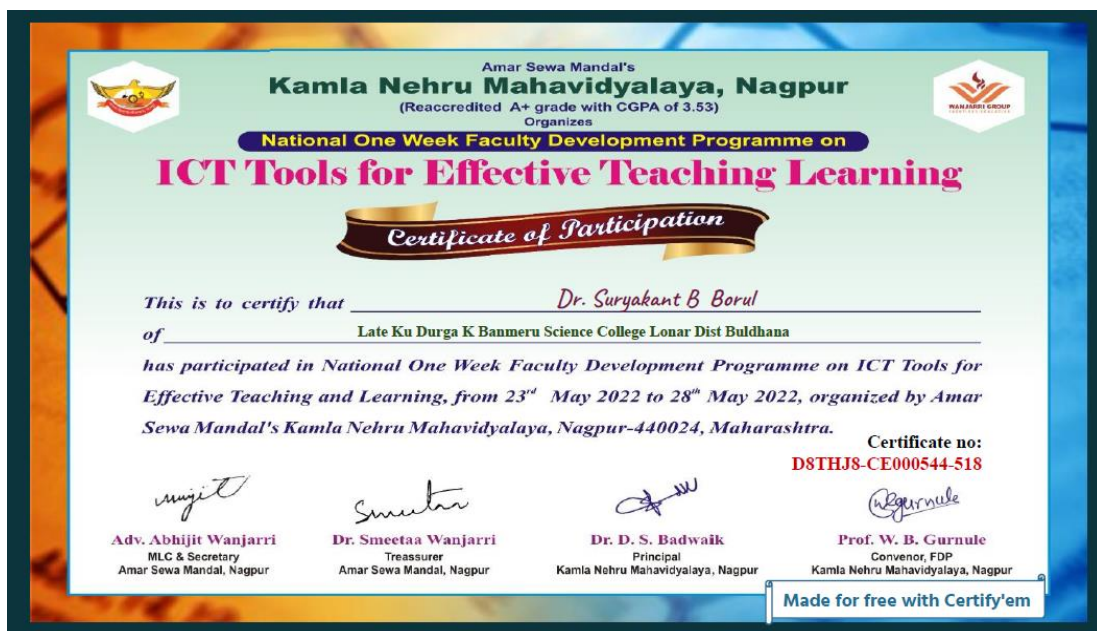 Amar Sewa Mandal's
Kamla Nehru Mahavidyalaya, Nagpur
(Reaccredited A+ grade with CGPA of 3.53)
Organizes
National One Week Faculty Development Programme on
ICT Tools for Effective Teaching Learning
WANJARRI GROUP
Certificate of Participation
This is to certify that Dr. Suryakant B Borul
of Late Ku Durga K Banmeru Science College Lonar Dist Buldhana
has participated in National One Week Faculty Development Programme on ICT Tools for
Effective Teaching and Learning, from 23rd May 2022 to 28th May 2022, organized by Amar
Sewa Mandal's Kamla Nehru Mahavidyalaya, Nagpur-440024, Maharashtra.
Certificate no:
D8THJ8-CE000544-518
Adv. Abhijit Wanjarri
MLC & Secretary
Amar Sewa Mandal, Nagpur
Dr. Smeetaa Wanjarri
Treassurer
Amar Sewa Mandal, Nagpur
Dr. D. S. Badwaik
Principal
Kamla Nehru Mahavidyalaya, Nagpur
Prof. W. B. Gurnule
Convenor, FDP
Kamla Nehru Mahavidyalaya, Nagpur
Made for free with Certify'em